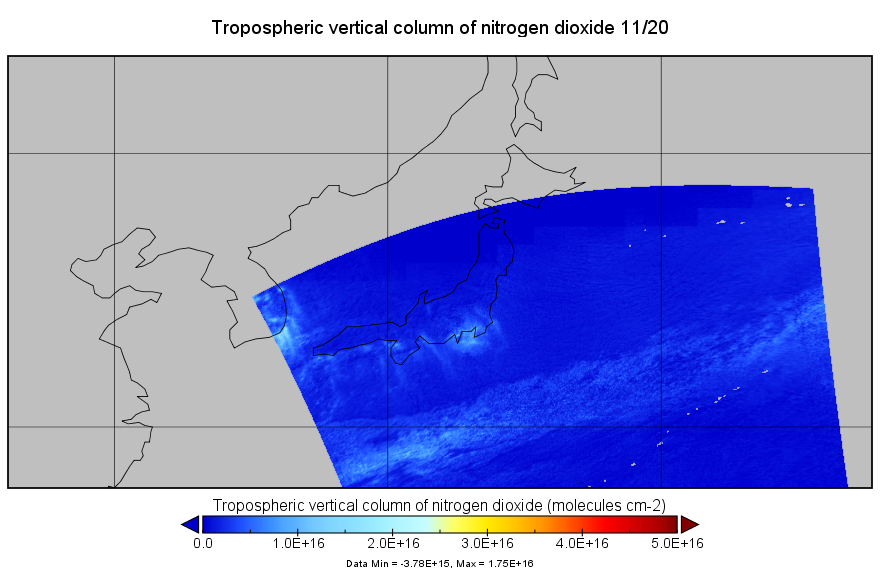 Tropospheric vertical column of nitrogen dioxide 11/20
Tropospheric vertical column of nitrogen dioxide (molecules cm-2)
0.0 1.0E+16 2.0E+16 3.0E+16 4.0E+16 5.0E+16
Data Min = -3.78E+15, Max = 1.75E+16